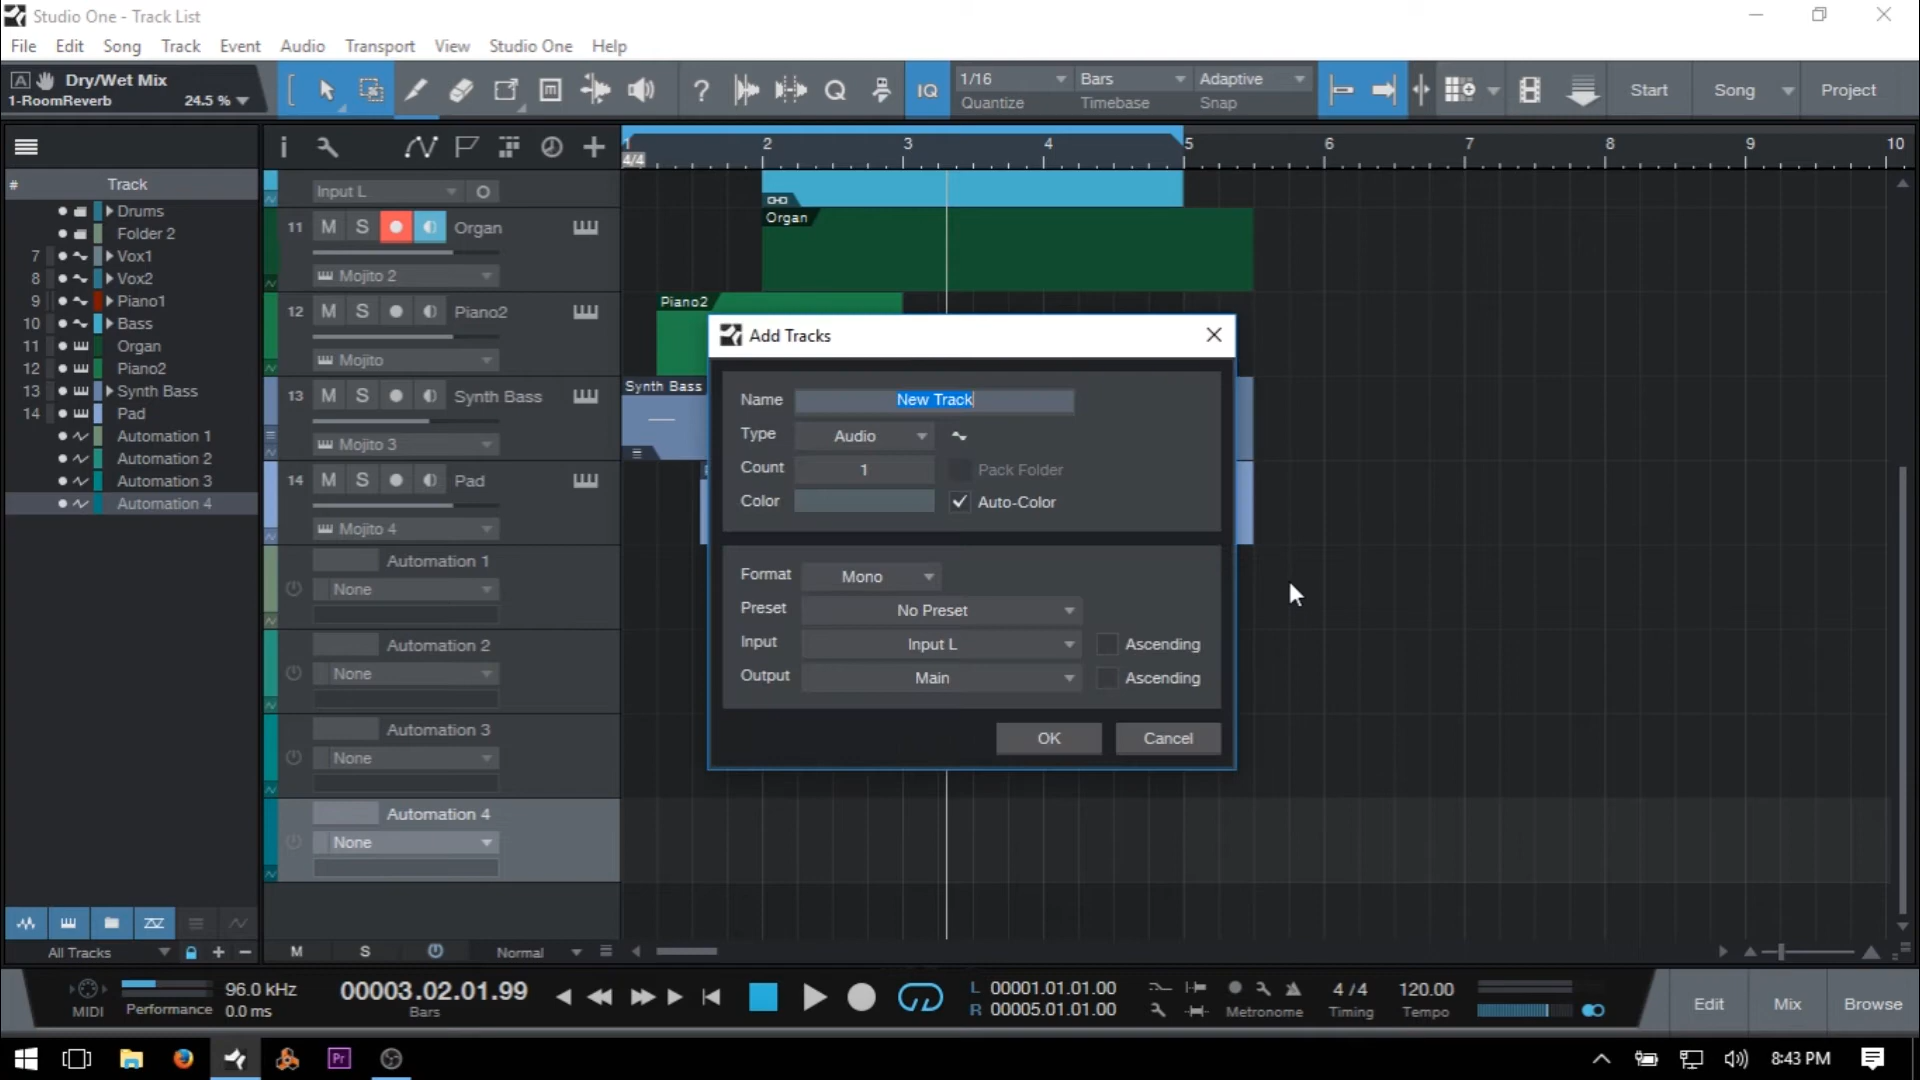 Studio One - Track List
File Edit Song Track Event Audio Transport View Studio One Help
A Dry/Wet Mix
1-RoomReverb 24.5 %
? Q IQ
1/16 Bars Adaptive
Quantize Timebase Snap
Start Song Project
i
1 2 3 4 5 6 7 8 9 10
4/4
# Track
Drums
Folder 2
7 Vox1
8 Vox2
9 Piano1
10 Bass
11 Organ
12 Piano2
13 Synth Bass
14 Pad
Automation 1
Automation 2
Automation 3
Automation 4
Input L
11 M S Organ
Mojito 2
12 M S Piano2
Mojito
13 M S Synth Bass
Mojito 3
14 M S Pad
Mojito 4
Automation 1
None
Automation 2
None
Automation 3
None
Automation 4
None
Organ
Piano2
Synth Bass
Add Tracks
Name New Track
Type Audio
Count 1 Pack Folder
Color Auto-Color
Format Mono
Preset No Preset
Input Input L Ascending
Output Main Ascending
OK Cancel
All Tracks
M S Normal
MIDI
Performance
96.0 kHz
0.0 ms
00003.02.01.99
Bars
L 00001.01.01.00
R 00005.01.01.00
Metronome
4 / 4
Timing
120.00
Tempo
Edit Mix Browse
Pr
8:43 PM